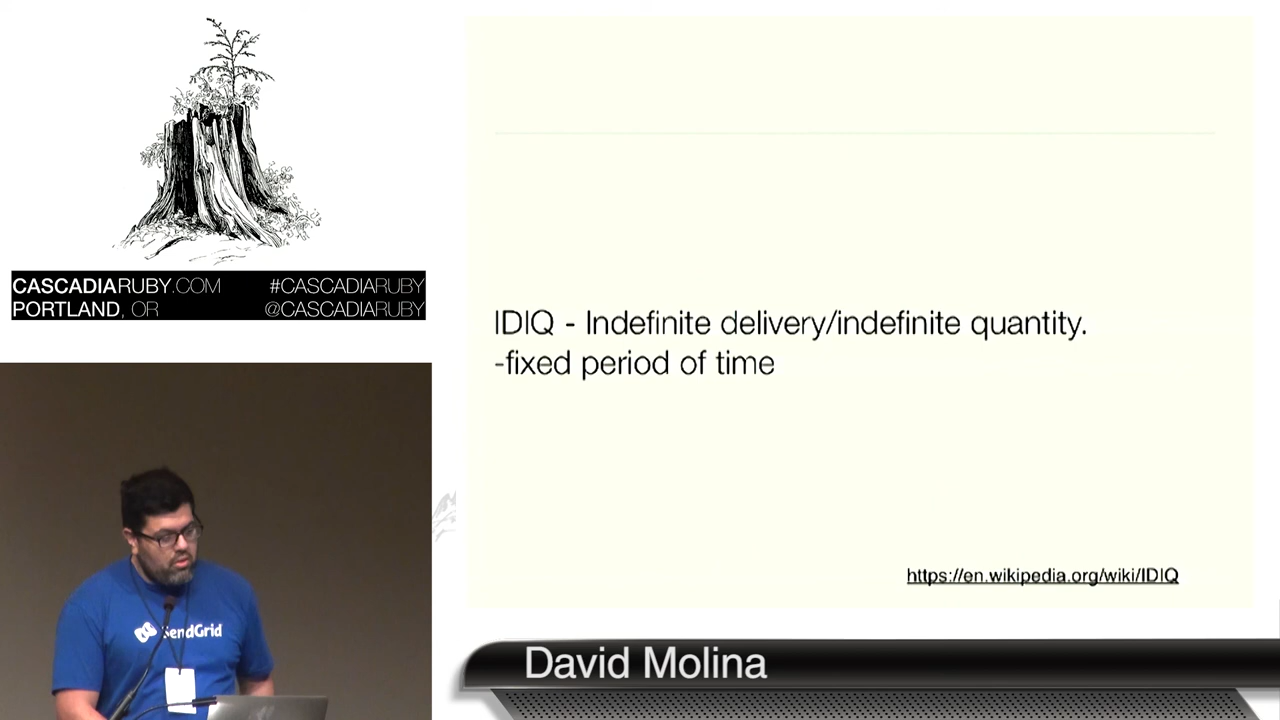 CASCADIARUBY.COM #CASCADIARUBY
PORTLAND, OR @CASCADIARUBY
IDIQ - Indefinite delivery/indefinite quantity.
-fixed period of time
https://en.wikipedia.org/wiki/IDIQ
SendGrid
David Molina